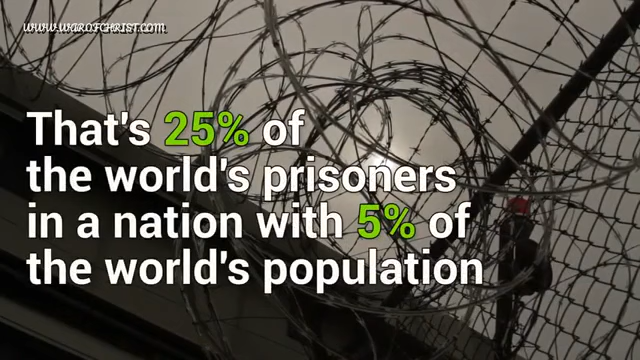 WWW.WAROFCHRIST.COM
That's 25% of
the world's prisoners
in a nation with 5% of
the world's population